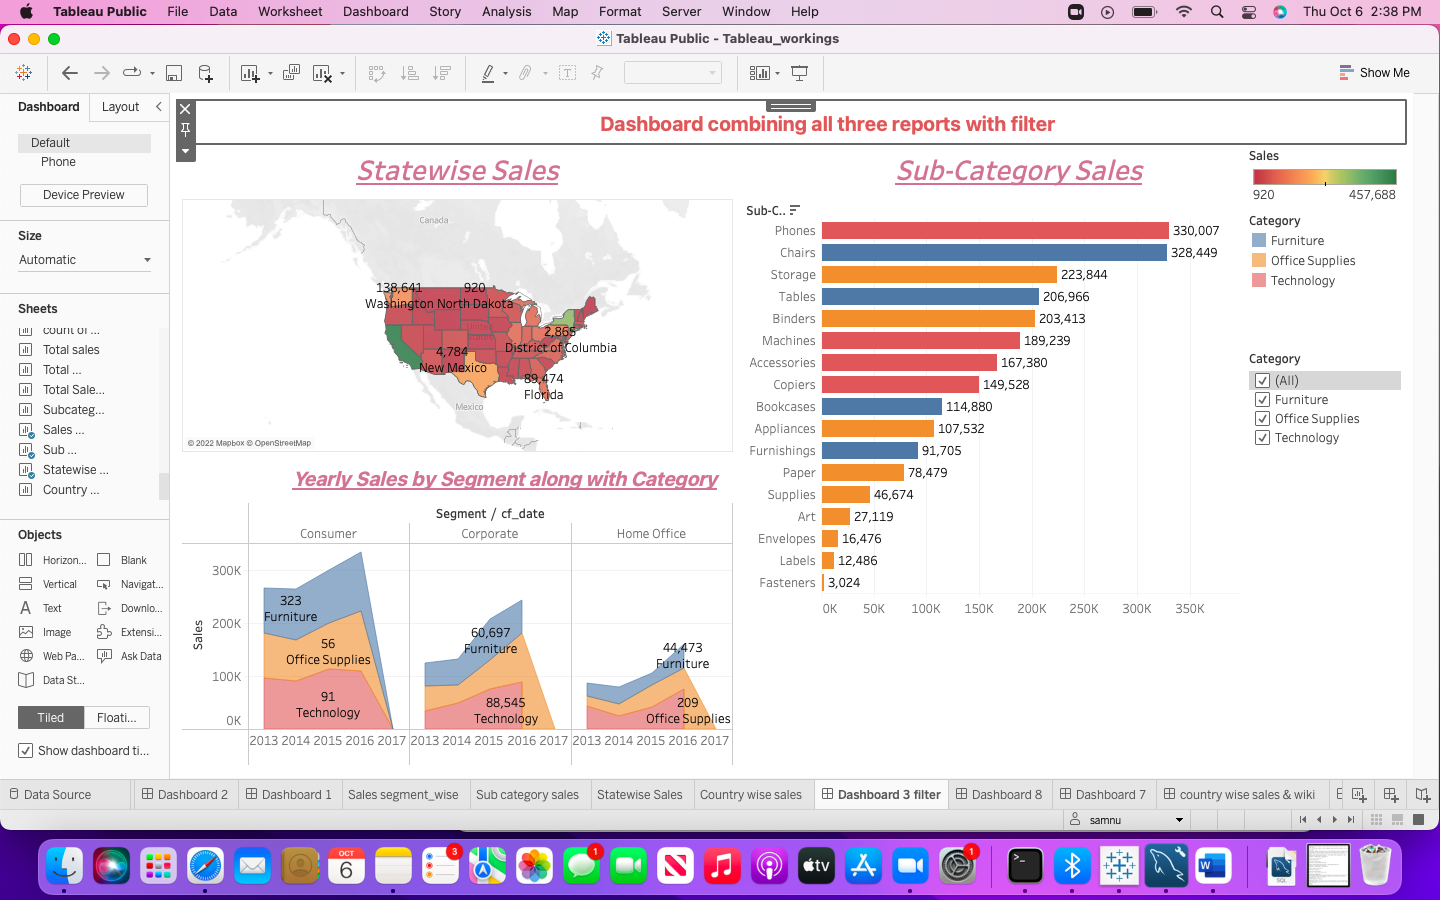 Tableau Public File Data Worksheet Dashboard Story Analysis Map Format Server Window Help Thu Oct 6 2:38 PM
Tableau Public - Tableau_workings
Show Me
Dashboard Layout
Default
Phone
Device Preview
Size
Automatic
Sheets
count of ...
Total sales
Total ...
Total Sale...
Subcateg...
Sales ...
Sub ...
Statewise ...
Country ...
Objects
Horizon... Blank
Vertical Navigat...
Text Downlo...
Image Extensi...
Web Pa... Ask Data
Data St...
Tiled Floati...
Show dashboard ti...
Dashboard combining all three reports with filter
Statewise Sales
Canada
138,641 920
Washington North Dakota
United
2,865
District of Columbia
4,784
New Mexico
89,474
Florida
Mexico
© 2022 Mapbox © OpenStreetMap
Yearly Sales by Segment along with Category
Segment / cf_date
Consumer Corporate Home Office
Sales
300K
200K
100K
0K
323
Furniture
56
Office Supplies
91
Technology
60,697
Furniture
88,545
Technology
44,473
Furniture
209
Office Supplies
2013 2014 2015 2016 2017 2013 2014 2015 2016 2017 2013 2014 2015 2016 2017
Sub-Category Sales
Sub-C..
Phones 330,007
Chairs 328,449
Storage 223,844
Tables 206,966
Binders 203,413
Machines 189,239
Accessories 167,380
Copiers 149,528
Bookcases 114,880
Appliances 107,532
Furnishings 91,705
Paper 78,479
Supplies 46,674
Art 27,119
Envelopes 16,476
Labels 12,486
Fasteners 3,024
0K 50K 100K 150K 200K 250K 300K 350K
Sales
920 457,688
Category
Furniture
Office Supplies
Technology
Category
(All)
Furniture
Office Supplies
Technology
Data Source Dashboard 2 Dashboard 1 Sales segment_wise Sub category sales Statewise Sales Country wise sales Dashboard 3 filter Dashboard 8 Dashboard 7 country wise sales & wiki
samnu
OCT
6
3
1
tv
1
SQL